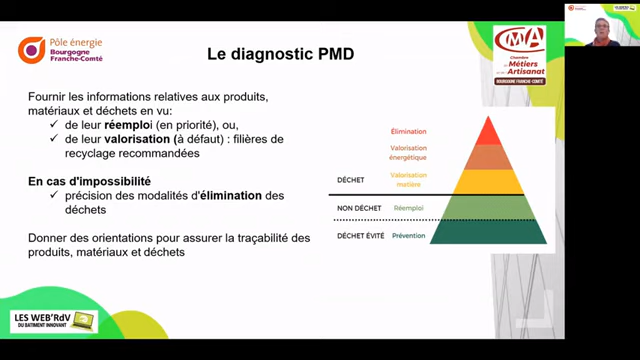 Pôle énergie
Bourgogne
Franche-Comté
Le diagnostic PMD
CMA
Chambre
de Métiers
et de l'Artisanat
BOURGOGNE FRANCHE-COMTÉ
Fournir les informations relatives aux produits,
matériaux et déchets en vu:
✓ de leur réemploi (en priorité), ou,
✓ de leur valorisation (à défaut) : filières de
recyclage recommandées
En cas d'impossibilité
✓ précision des modalités d'élimination des
déchets
Donner des orientations pour assurer la traçabilité des
produits, matériaux et déchets
Élimination
Valorisation
énergétique
DÉCHET
Valorisation
matière
NON DÉCHET Réemploi
DÉCHET ÉVITÉ Prévention
LES WEB'RdV
DU BATIMENT INNOVANT